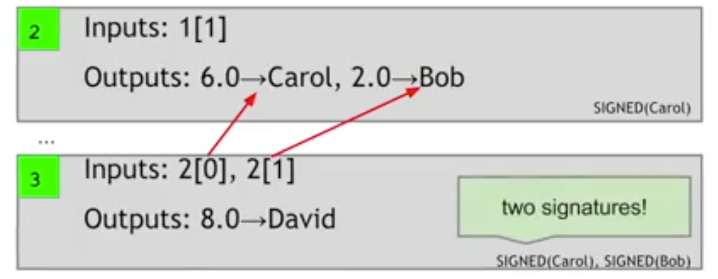 2
Inputs: 1[1]
Outputs: 6.0→Carol, 2.0→Bob
SIGNED(Carol)
...
3
Inputs: 2[0], 2[1]
Outputs: 8.0→David
two signatures!
SIGNED(Carol), SIGNED(Bob)